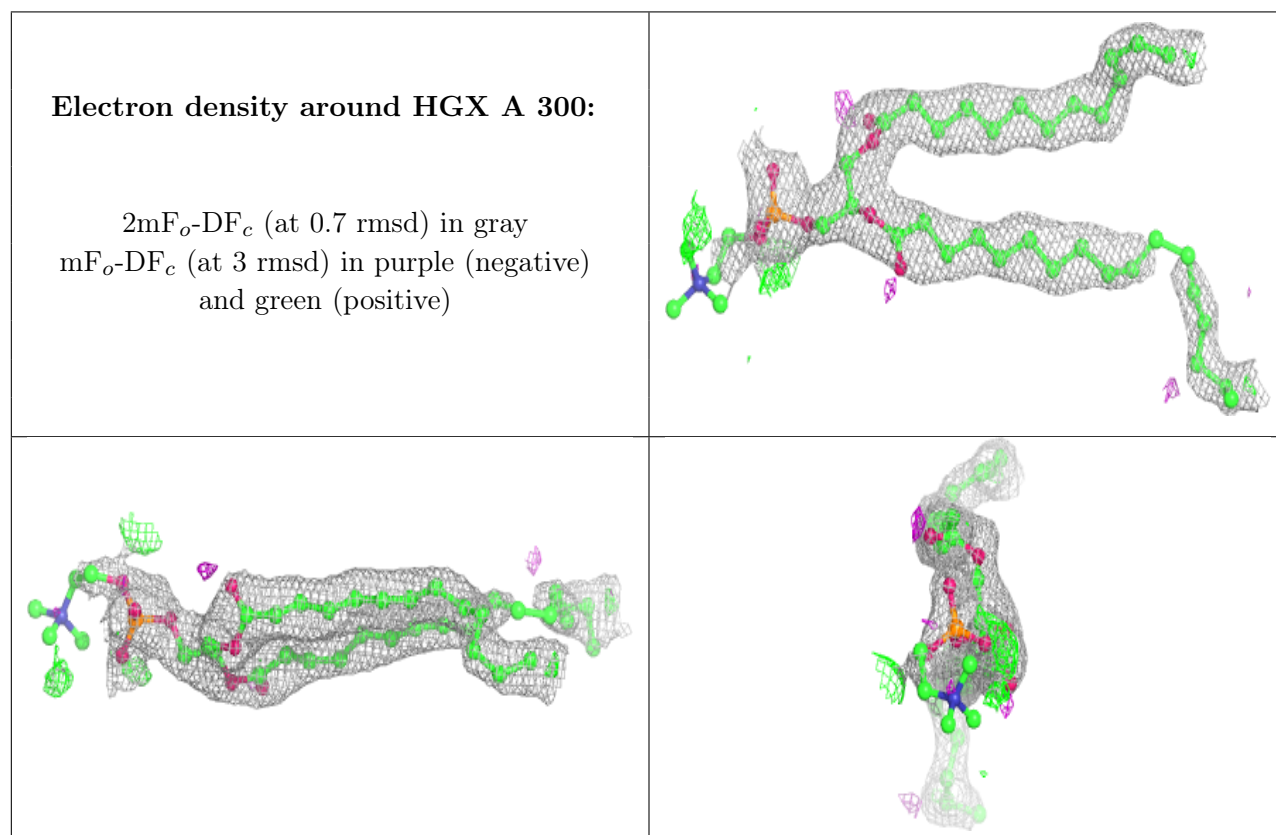 Electron density around HGX A 300:
2mFo-DFc (at 0.7 rmsd) in gray
mFo-DFc (at 3 rmsd) in purple (negative)
and green (positive)